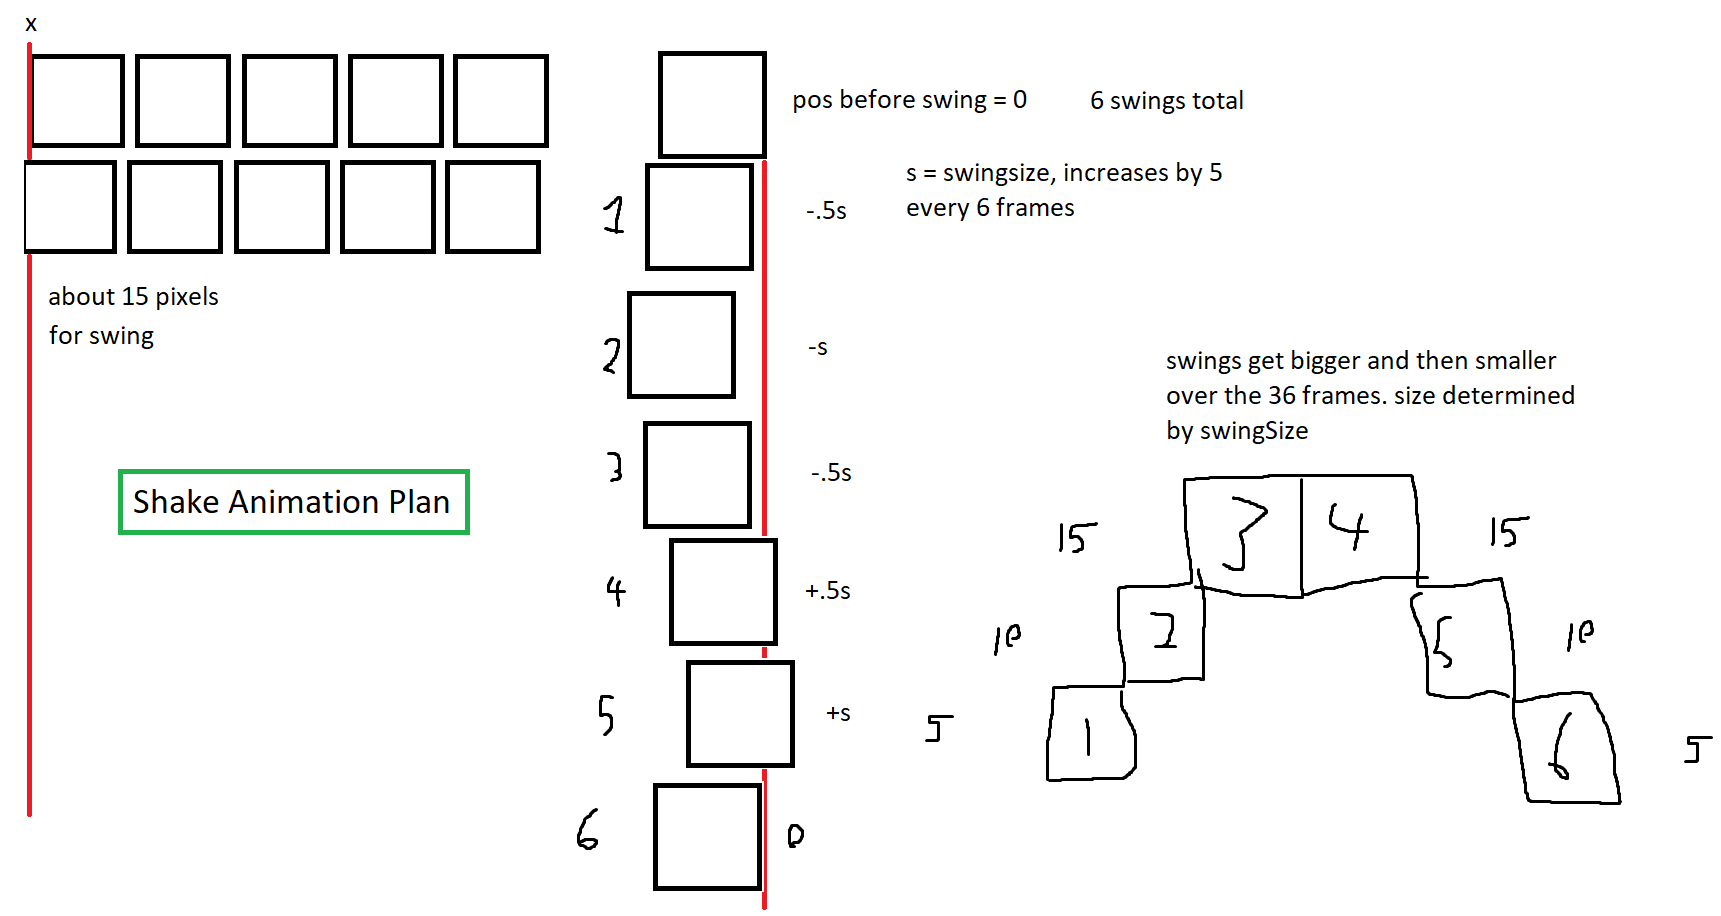 x
about 15 pixels
for swing
Shake Animation Plan
pos before swing = 0
6 swings total
s = swingsize, increases by 5
every 6 frames
1
-.5s
2
-s
3
-.5s
4
+.5s
5
+s
6
0
swings get bigger and then smaller
over the 36 frames. size determined
by swingSize
15
3
4
15
10
2
5
10
5
1
6
5